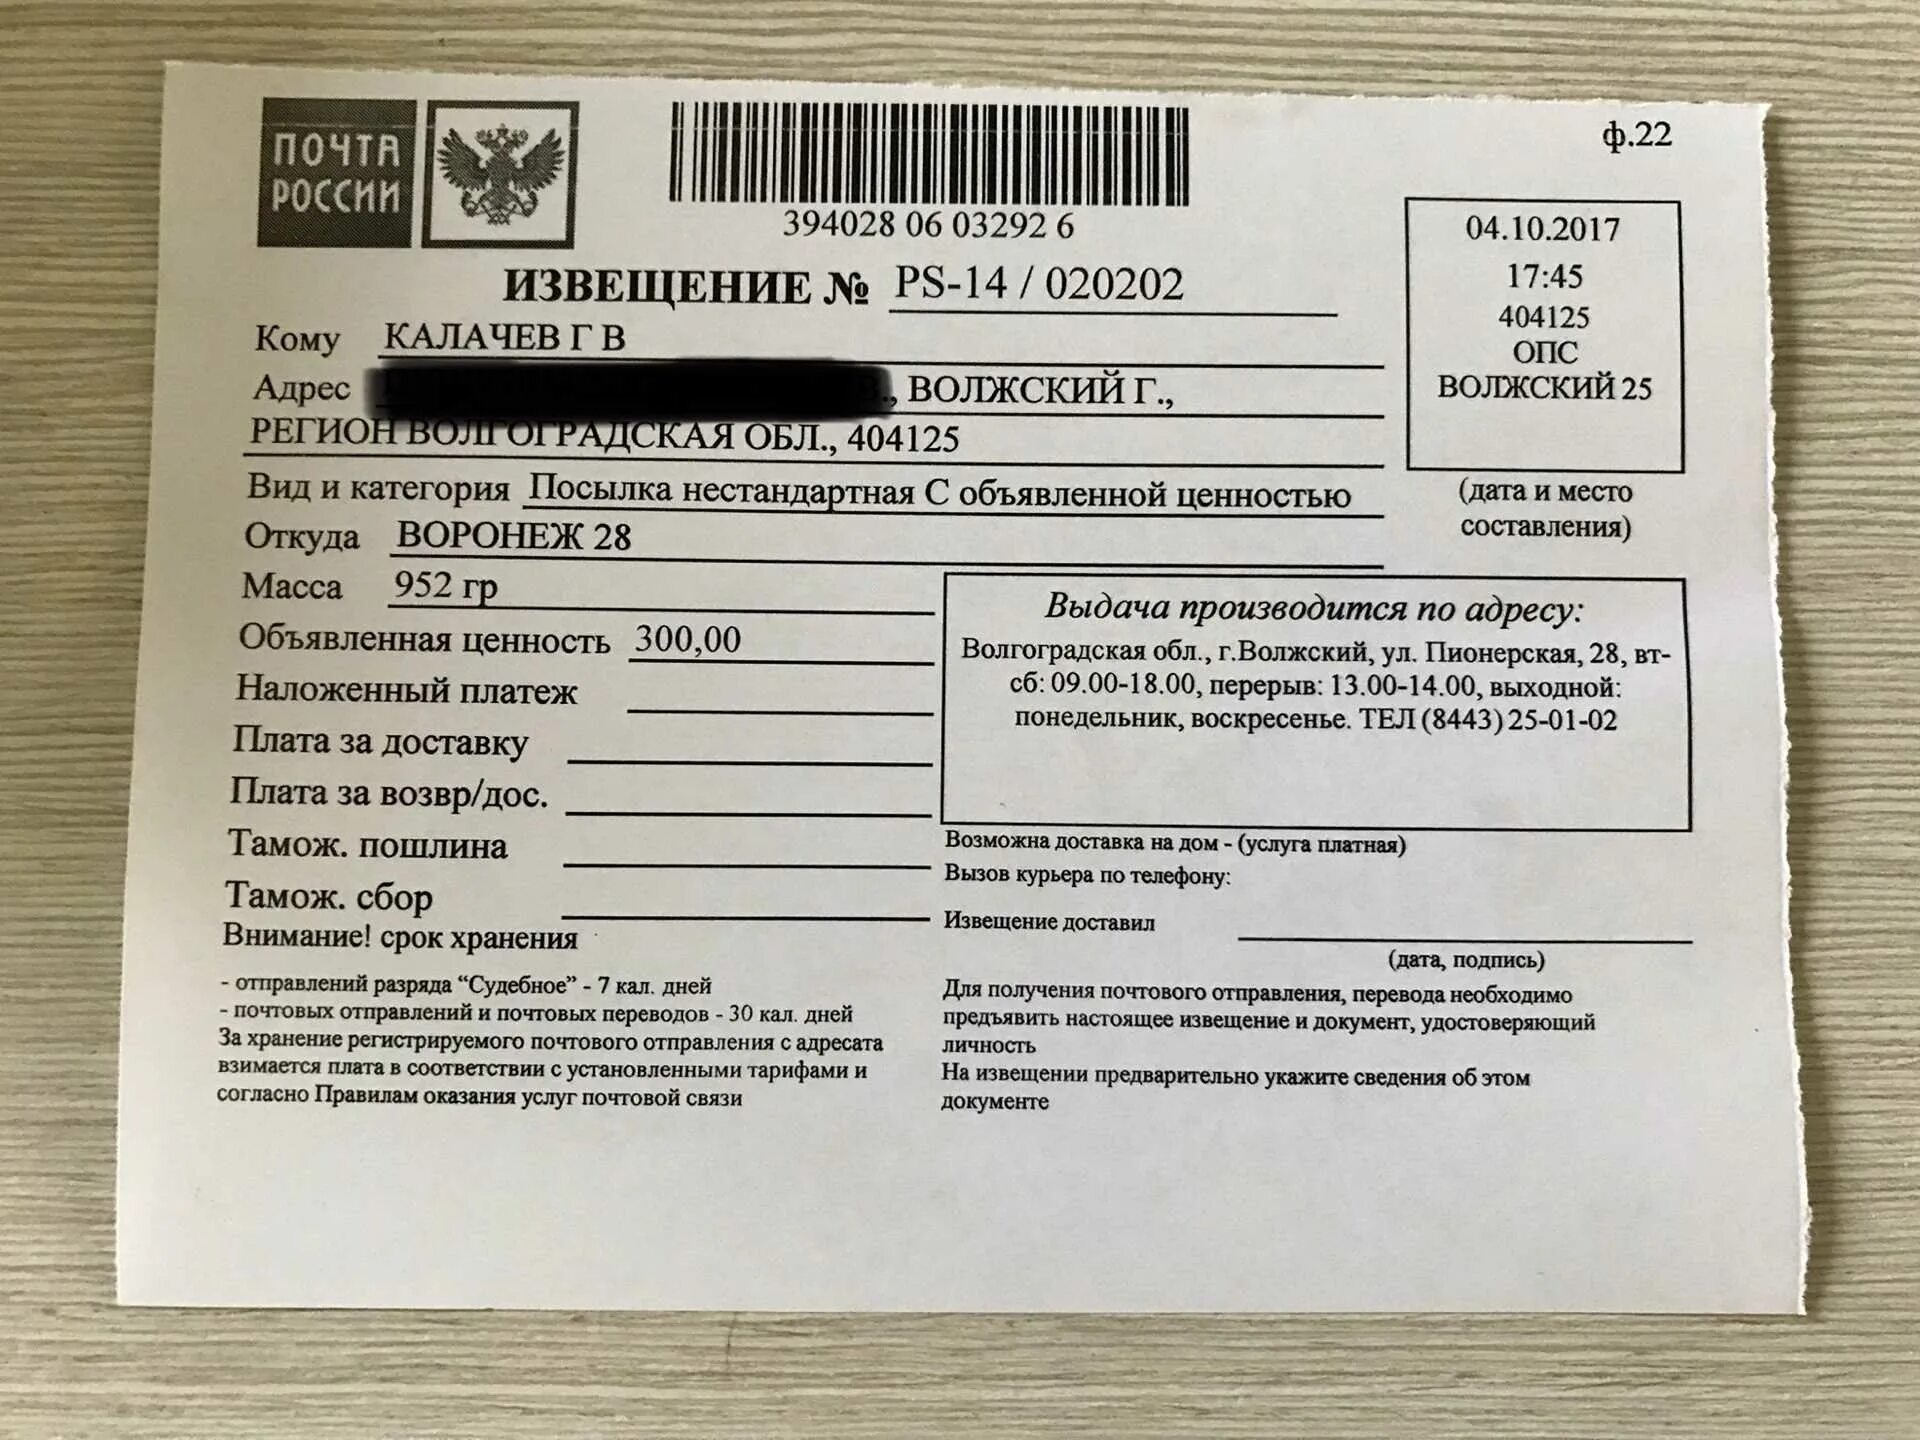 ПОЧТА
РОССИИ
394028 06 03292 6
ф.22
ИЗВЕЩЕНИЕ № PS-14 / 020202
04.10.2017
17:45
404125
ОПС
ВОЛЖСКИЙ 25
(дата и место
составления)
Кому КАЛАЧЕВ Г В
Адрес В., ВОЛЖСКИЙ Г.,
РЕГИОН ВОЛГОГРАДСКАЯ ОБЛ., 404125
Вид и категория Посылка нестандартная С объявленной ценностью
Откуда ВОРОНЕЖ 28
Масса 952 гр
Объявленная ценность 300,00
Наложенный платеж
Плата за доставку
Плата за возвр/дос.
Тамож. пошлина
Тамож. сбор
Внимание! срок хранения
- отправлений разряда “Судебное” - 7 кал. дней
- почтовых отправлений и почтовых переводов - 30 кал. дней
За хранение регистрируемого почтового отправления с адресата
взимается плата в соответствии с установленными тарифами и
согласно Правилам оказания услуг почтовой связи
Выдача производится по адресу:
Волгоградская обл., г.Волжский, ул. Пионерская, 28, вт-
сб: 09.00-18.00, перерыв: 13.00-14.00, выходной:
понедельник, воскресенье. ТЕЛ (8443) 25-01-02
Возможна доставка на дом - (услуга платная)
Вызов курьера по телефону:
Извещение доставил
(дата, подпись)
Для получения почтового отправления, перевода необходимо
предъявить настоящее извещение и документ, удостоверяющий
личность
На извещении предварительно укажите сведения об этом
документе